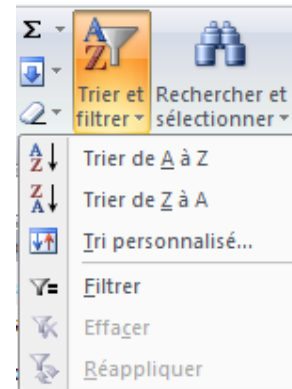 Σ
Trier et
filtrer
Rechercher et
sélectionner
Trier de A à Z
Trier de Z à A
Tri personnalisé...
Filtrer
Effacer
Réappliquer